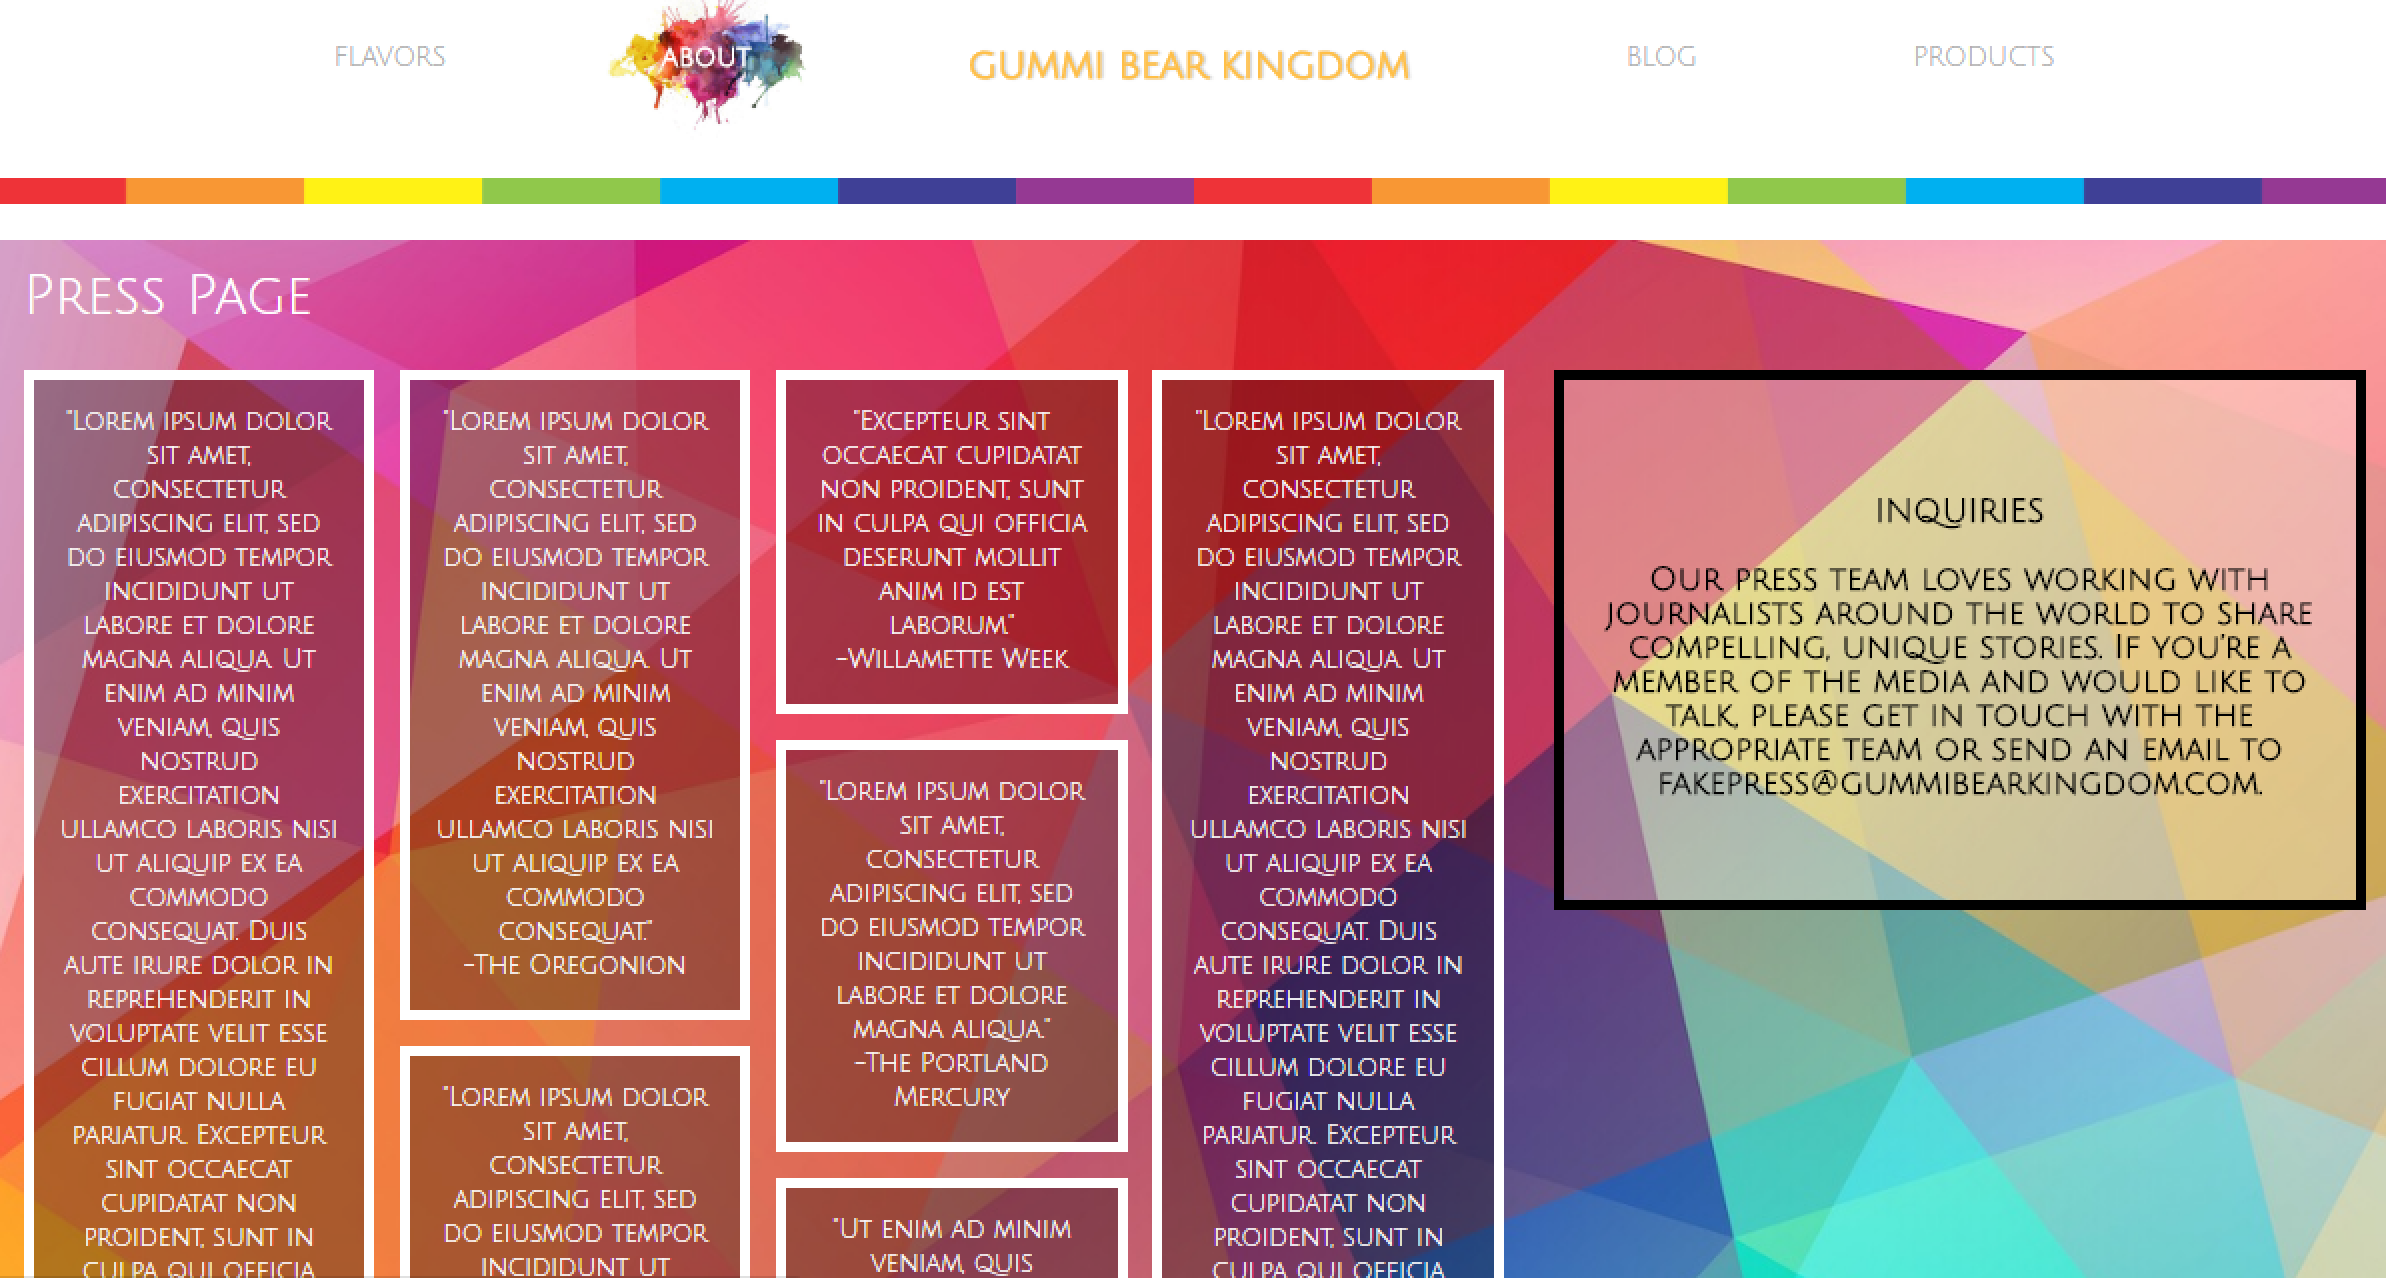 FLAVORS
ABOUT
GUMMI BEAR KINGDOM
BLOG
PRODUCTS
Press Page
"Lorem ipsum dolor
sit amet,
consectetur
adipiscing elit, sed
do eiusmod tempor
incididunt ut
labore et dolore
magna aliqua. Ut
enim ad minim
veniam, quis
nostrud
exercitation
ullamco laboris nisi
ut aliquip ex ea
commodo
consequat. Duis
aute irure dolor in
reprehenderit in
voluptate velit esse
cillum dolore eu
fugiat nulla
pariatur. Excepteur
sint occaecat
cupidatat non
proident, sunt in
culpa qui officia
"Lorem ipsum dolor
sit amet,
consectetur
adipiscing elit, sed
do eiusmod tempor
incididunt ut
labore et dolore
magna aliqua. Ut
enim ad minim
veniam, quis
nostrud
exercitation
ullamco laboris nisi
ut aliquip ex ea
commodo
consequat."
-The Oregonion
"Lorem ipsum dolor
sit amet,
consectetur
adipiscing elit, sed
do eiusmod tempor
incididunt ut
"Excepteur sint
occaecat cupidatat
non proident, sunt
in culpa qui officia
deserunt mollit
anim id est
laborum."
-Willamette Week
"Lorem ipsum dolor
sit amet,
consectetur
adipiscing elit, sed
do eiusmod tempor
incididunt ut
labore et dolore
magna aliqua."
-The Portland
Mercury
"Ut enim ad minim
veniam, quis
"Lorem ipsum dolor
sit amet,
consectetur
adipiscing elit, sed
do eiusmod tempor
incididunt ut
labore et dolore
magna aliqua. Ut
enim ad minim
veniam, quis
nostrud
exercitation
ullamco laboris nisi
ut aliquip ex ea
commodo
consequat. Duis
aute irure dolor in
reprehenderit in
voluptate velit esse
cillum dolore eu
fugiat nulla
pariatur. Excepteur
sint occaecat
cupidatat non
proident, sunt in
culpa qui officia
inquiries
Our press team loves working with
journalists around the world to share
compelling, unique stories. If you're a
member of the media and would like to
talk, please get in touch with the
appropriate team or send an email to
fakepress@gummibearkingdom.com.